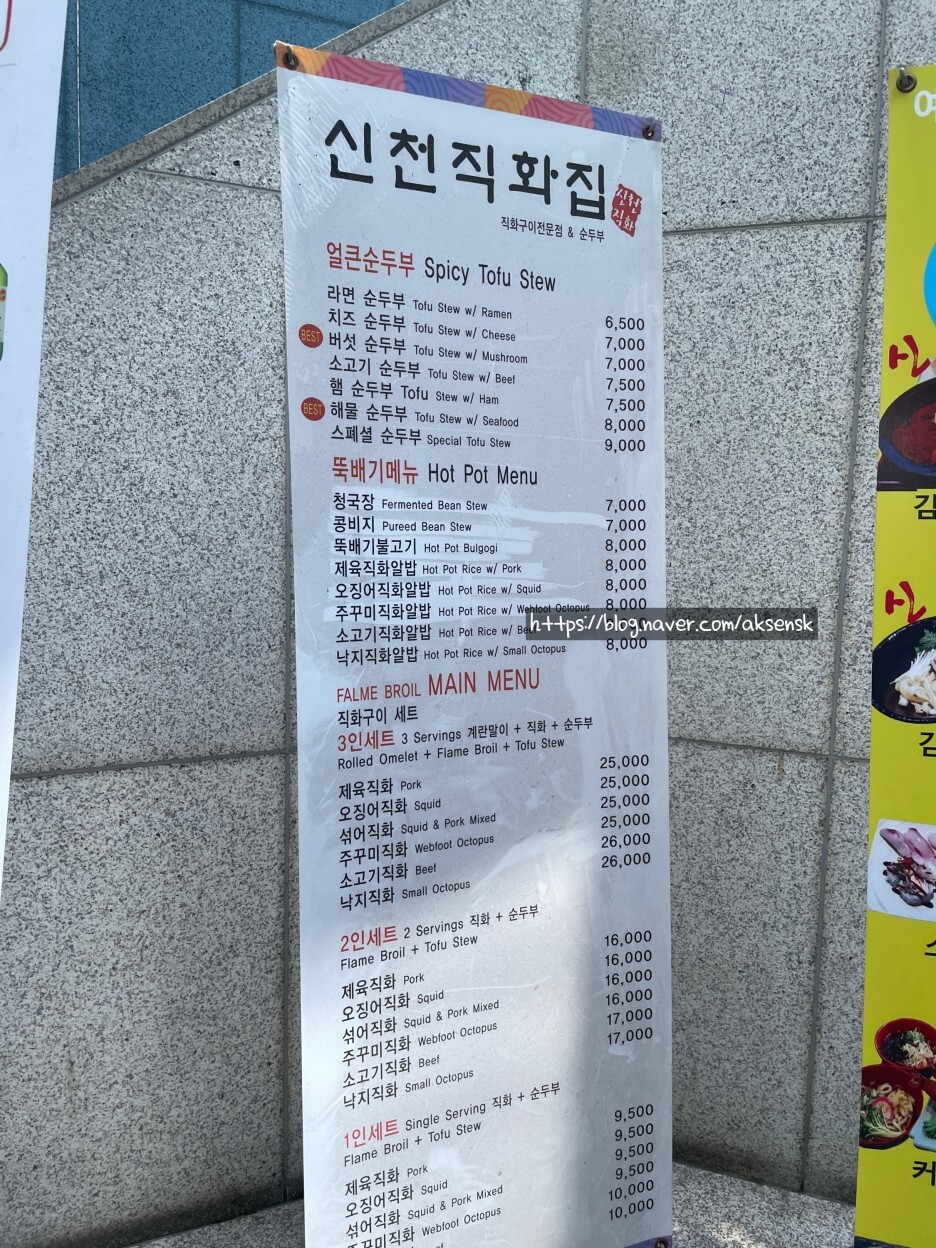 신천직화집
신천
직화
직화구이전문점 & 순두부
얼큰순두부 Spicy Tofu Stew
라면 순두부 Tofu Stew w/ Ramen 6,500
치즈 순두부 Tofu Stew w/ Cheese 7,000
BEST 버섯 순두부 Tofu Stew w/ Mushroom 7,000
소고기 순두부 Tofu Stew w/ Beef 7,500
햄 순두부 Tofu Stew w/ Ham 7,500
BEST 해물 순두부 Tofu Stew w/ Seafood 8,000
스페셜 순두부 Special Tofu Stew 9,000
뚝배기메뉴 Hot Pot Menu
청국장 Fermented Bean Stew 7,000
콩비지 Pureed Bean Stew 7,000
뚝배기불고기 Hot Pot Bulgogi 8,000
제육직화알밥 Hot Pot Rice w/ Pork 8,000
오징어직화알밥 Hot Pot Rice w/ Squid 8,000
주꾸미직화알밥 Hot Pot Rice w/ Webfoot Octopus 8,000
소고기직화알밥 Hot Pot Rice w/ Beef 8,000
낙지직화알밥 Hot Pot Rice w/ Small Octopus 8,000
https://blog.naver.com/aksensk
FALME BROIL MAIN MENU
직화구이 세트
3인세트 3 Servings 계란말이 + 직화 + 순두부
Rolled Omelet + Flame Broil + Tofu Stew
제육직화 Pork 25,000
오징어직화 Squid 25,000
섞어직화 Squid & Pork Mixed 25,000
주꾸미직화 Webfoot Octopus 25,000
소고기직화 Beef 26,000
낙지직화 Small Octopus 26,000
2인세트 2 Servings 직화 + 순두부
Flame Broil + Tofu Stew
제육직화 Pork 16,000
오징어직화 Squid 16,000
섞어직화 Squid & Pork Mixed 16,000
주꾸미직화 Webfoot Octopus 16,000
소고기직화 Beef 17,000
낙지직화 Small Octopus 17,000
1인세트 Single Serving 직화 + 순두부
Flame Broil + Tofu Stew
제육직화 Pork 9,500
오징어직화 Squid 9,500
섞어직화 Squid & Pork Mixed 9,500
주꾸미직화 Webfoot Octopus 9,500
10,000
10,000